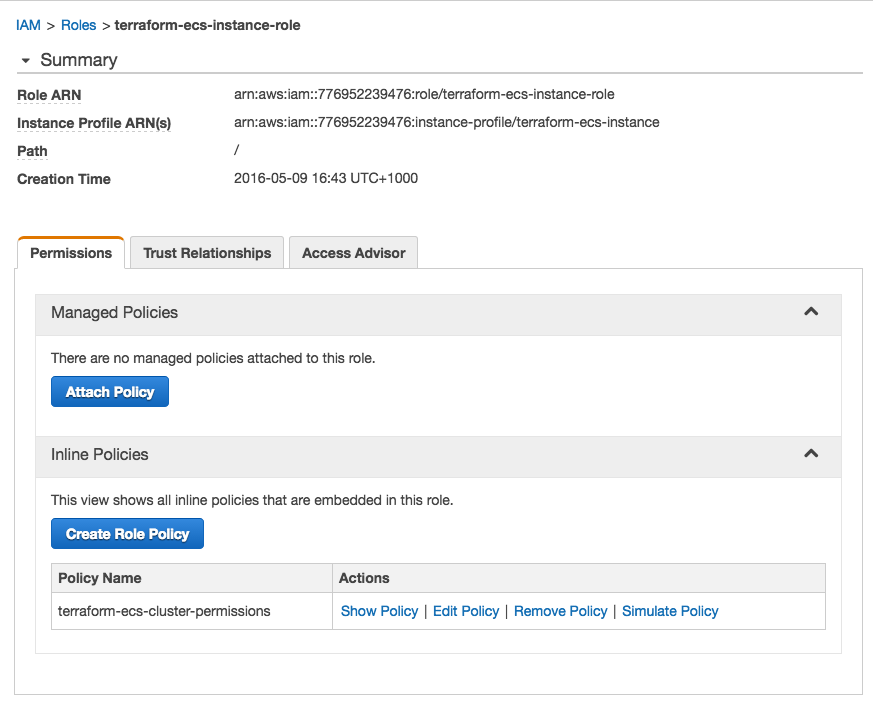 IAM > Roles > terraform-ecs-instance-role
Summary
Role ARN arn:aws:iam::776952239476:role/terraform-ecs-instance-role
Instance Profile ARN(s) arn:aws:iam::776952239476:instance-profile/terraform-ecs-instance
Path /
Creation Time 2016-05-09 16:43 UTC+1000
Permissions Trust Relationships Access Advisor
Managed Policies
There are no managed policies attached to this role.
Attach Policy
Inline Policies
This view shows all inline policies that are embedded in this role.
Create Role Policy
Policy Name Actions
terraform-ecs-cluster-permissions Show Policy | Edit Policy | Remove Policy | Simulate Policy